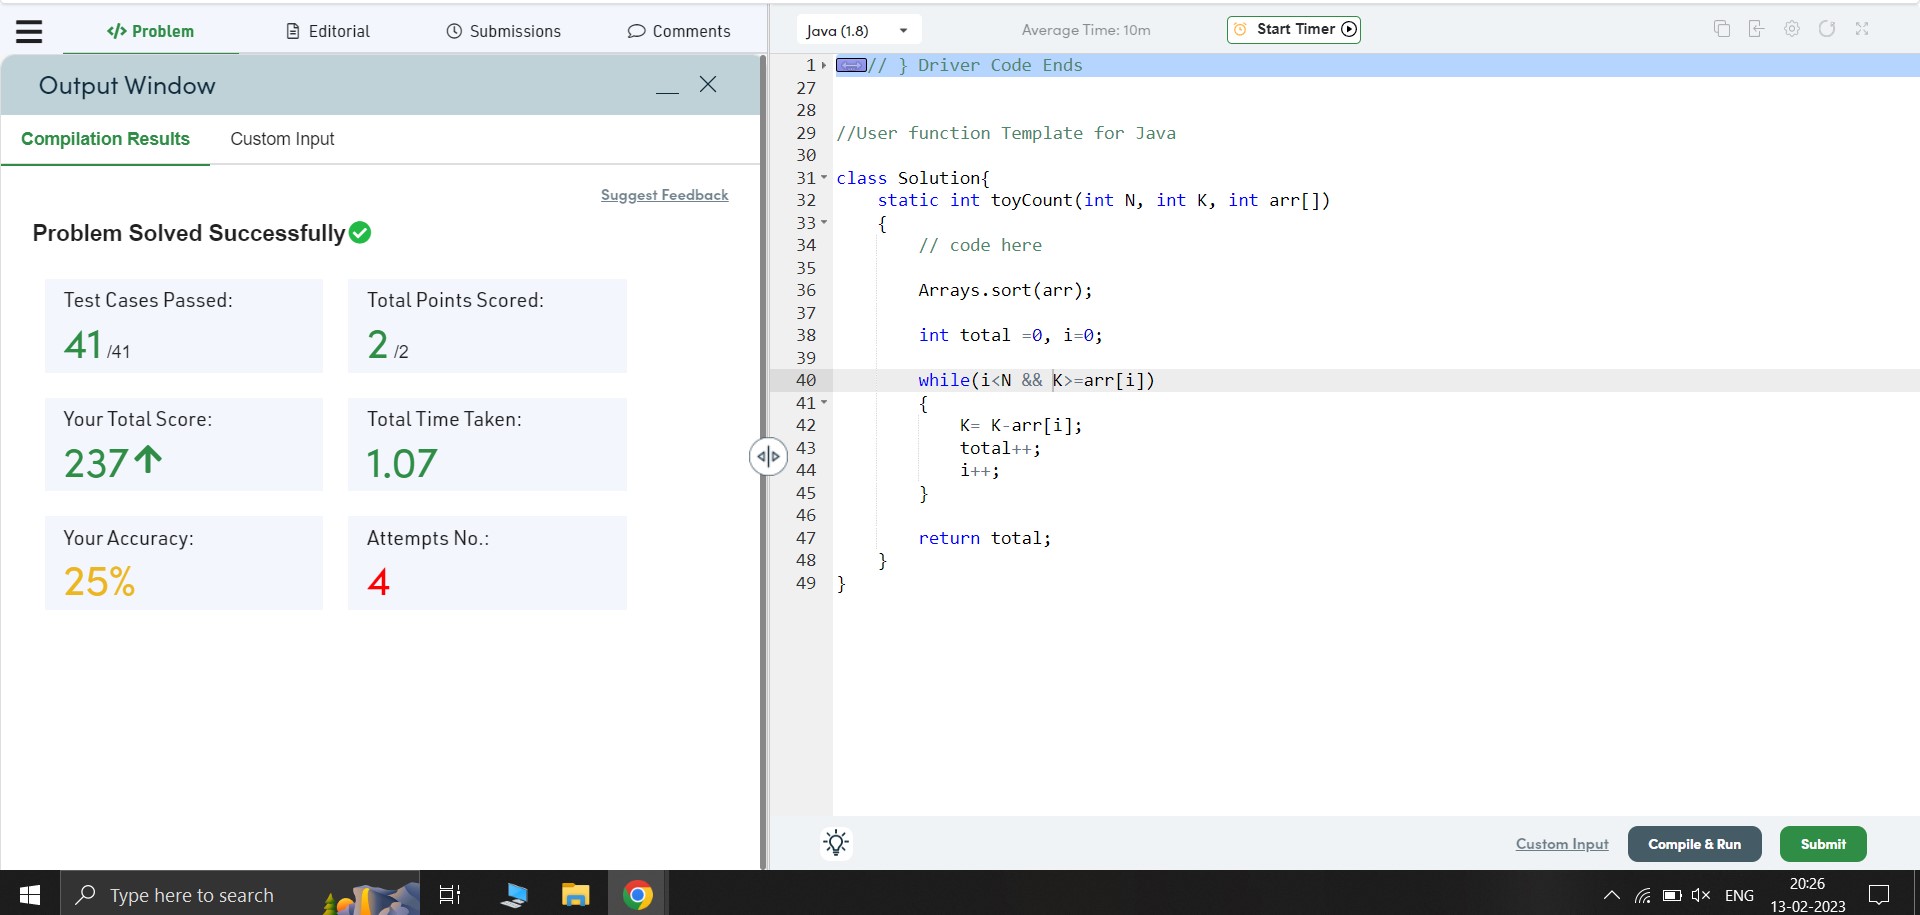 </> Problem
Editorial
Submissions
Comments
Output Window
Compilation Results
Custom Input
Suggest Feedback
Problem Solved Successfully
Test Cases Passed:
41 /41
Total Points Scored:
2 /2
Your Total Score:
237
Total Time Taken:
1.07
Your Accuracy:
25%
Attempts No.:
4
Java (1.8)
Average Time: 10m
Start Timer
1 // } Driver Code Ends
27
28
29 //User function Template for Java
30
31 class Solution{
32 static int toyCount(int N, int K, int arr[])
33 {
34 // code here
35
36 Arrays.sort(arr);
37
38 int total =0, i=0;
39
40 while(i<N && K>=arr[i])
41 {
42 K= K-arr[i];
43 total++;
44 i++;
45 }
46
47 return total;
48 }
49 }
Custom Input
Compile & Run
Submit
Type here to search
ENG
20:26
13-02-2023